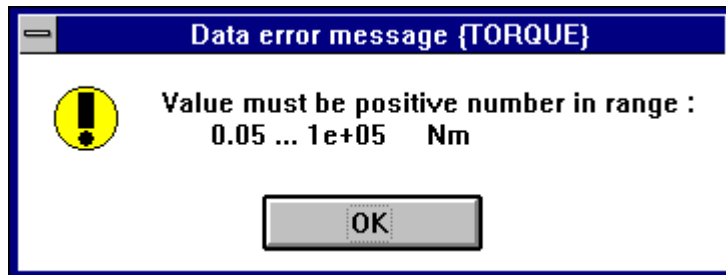 Data error message {TORQUE}
Value must be positive number in range :
0.05 ... 1e+05 Nm
OK